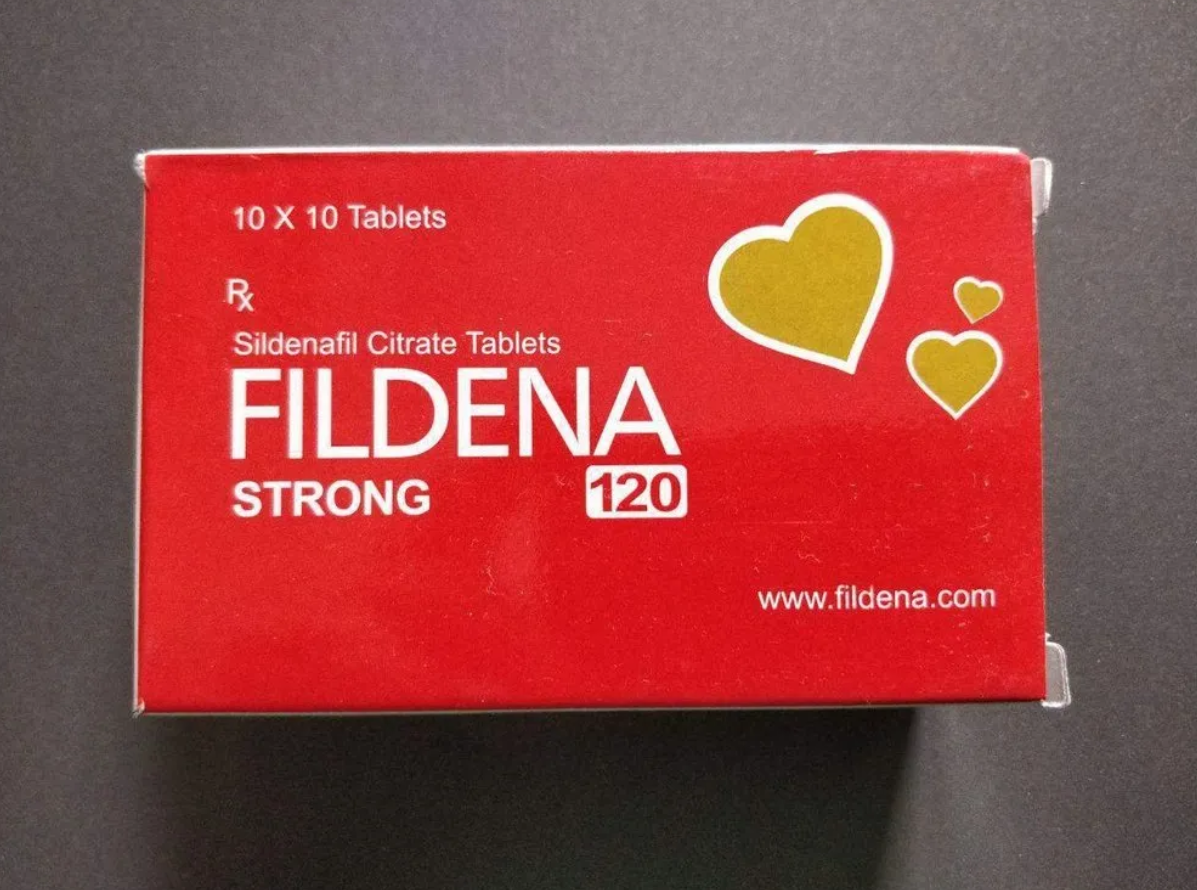 10 X 10 Tablets
Rx
Sildenafil Citrate Tablets
FILDENA
STRONG 120
www.fildena.com